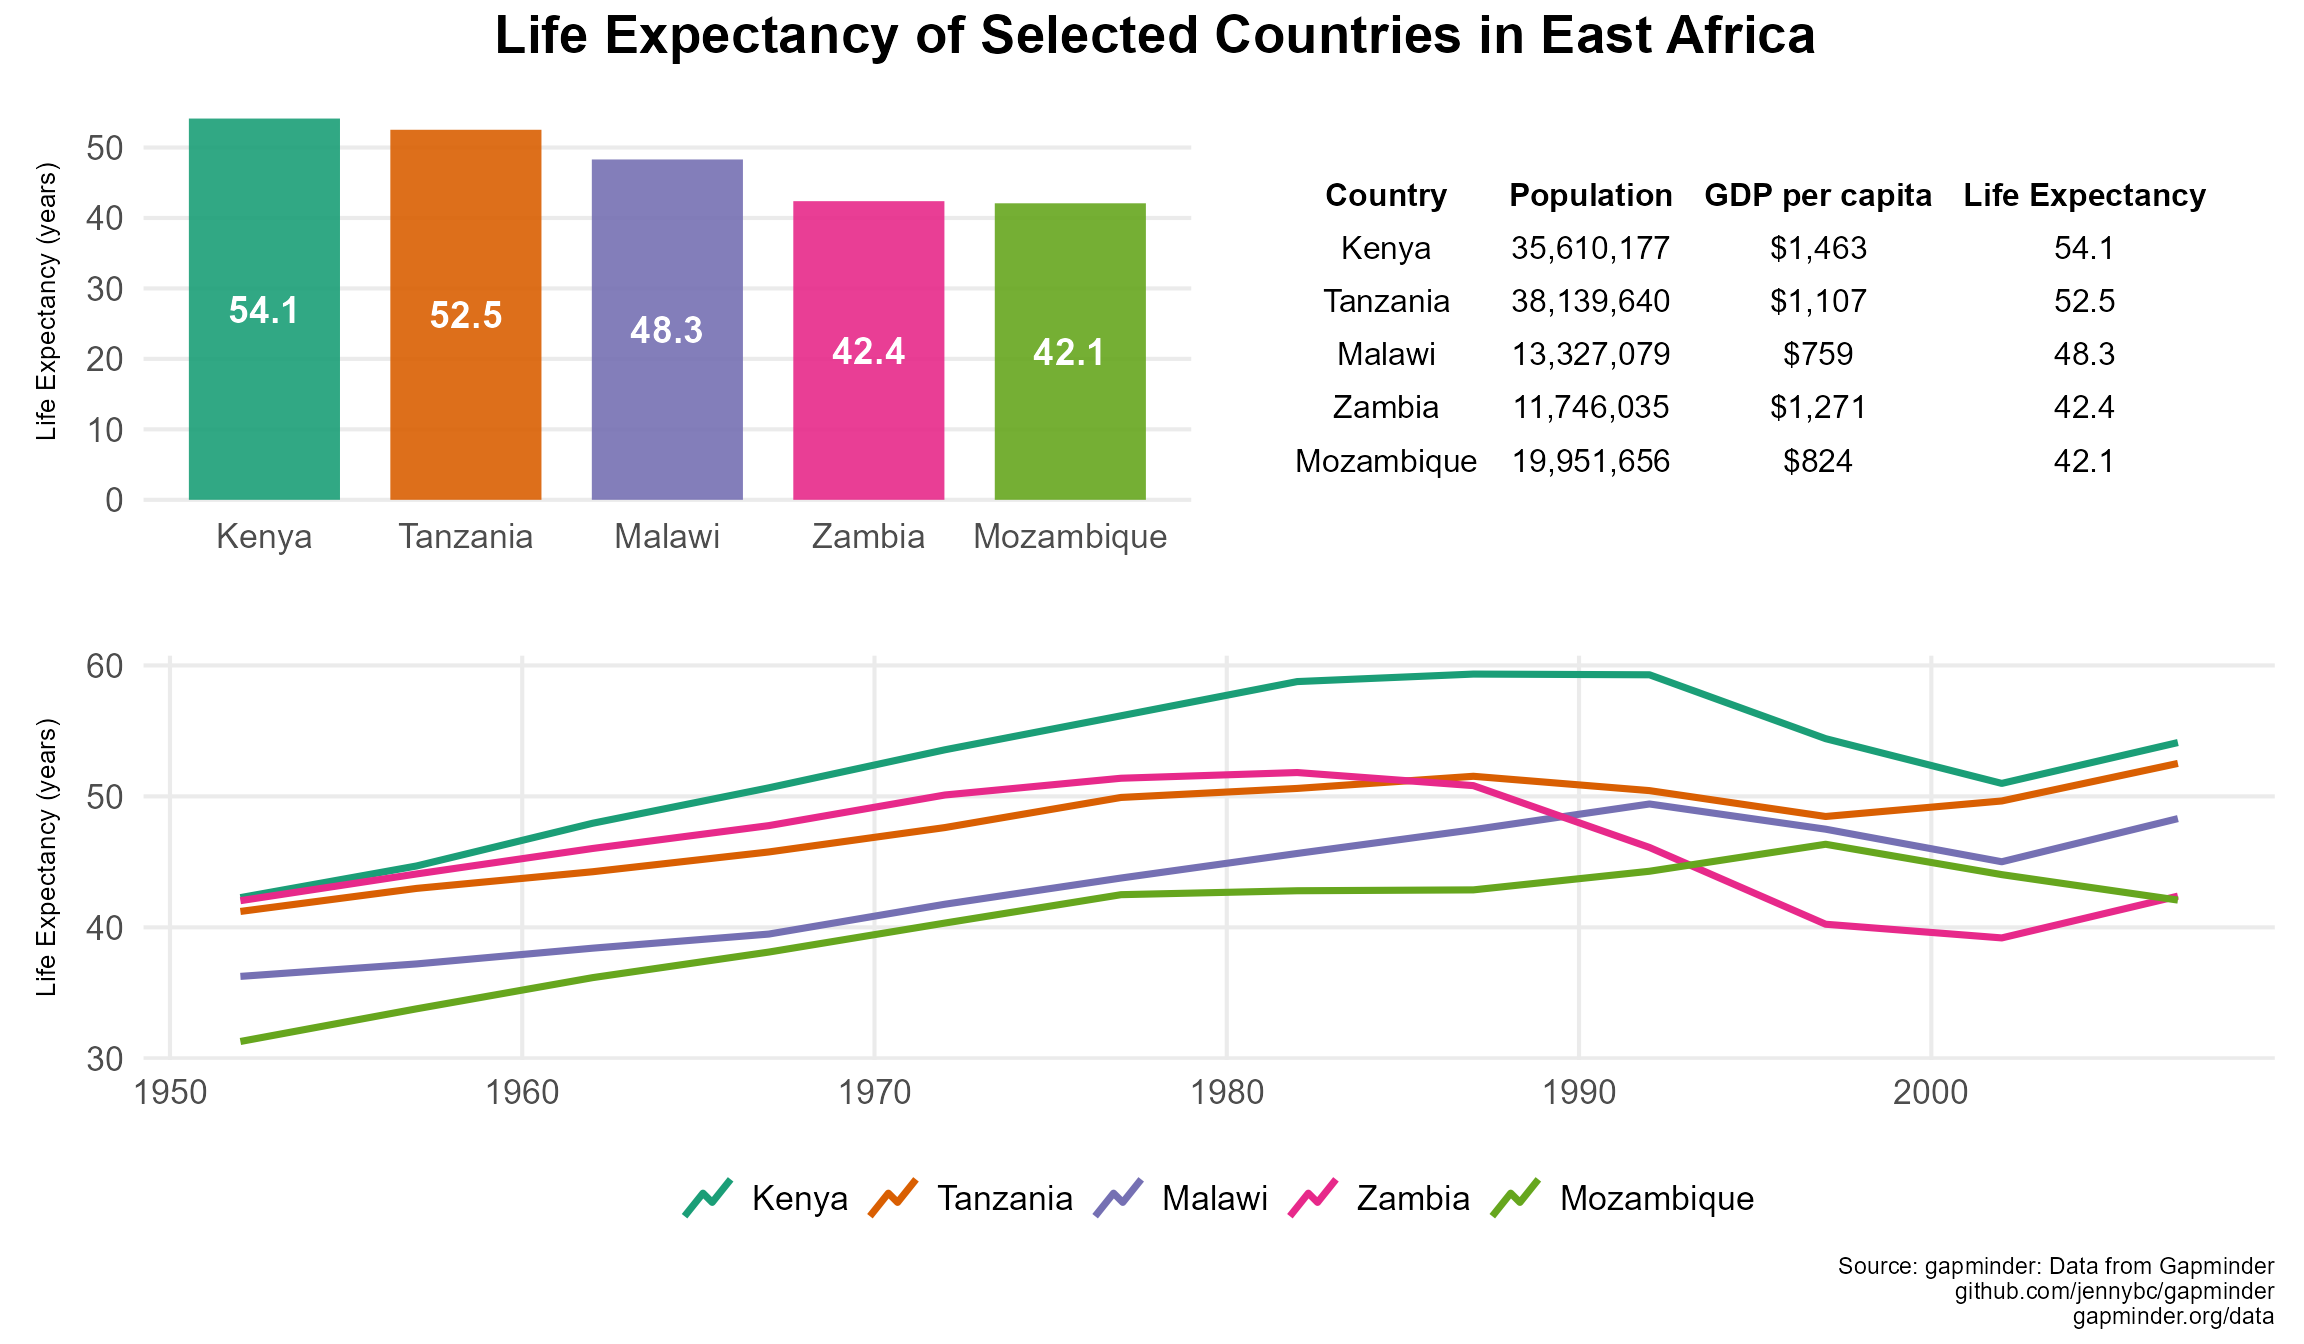 Life Expectancy of Selected Countries in East Africa
Life Expectancy (years)
50
40
30
20
10
0
54.1
52.5
48.3
42.4
42.1
Kenya Tanzania Malawi Zambia Mozambique
Country Population GDP per capita Life Expectancy
Kenya 35,610,177 $1,463 54.1
Tanzania 38,139,640 $1,107 52.5
Malawi 13,327,079 $759 48.3
Zambia 11,746,035 $1,271 42.4
Mozambique 19,951,656 $824 42.1
Life Expectancy (years)
60
50
40
30
1950 1960 1970 1980 1990 2000
Kenya Tanzania Malawi Zambia Mozambique
Source: gapminder: Data from Gapminder
github.com/jennybc/gapminder
gapminder.org/data